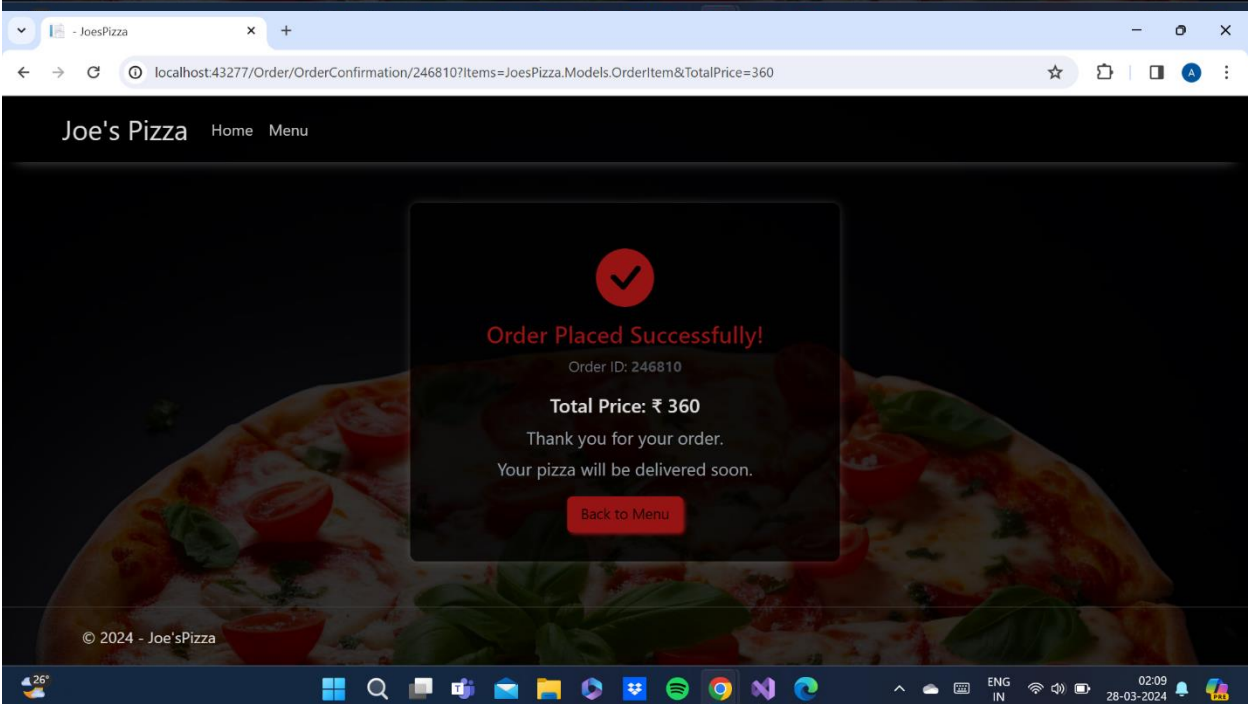 - JoesPizza
localhost:43277/Order/OrderConfirmation/246810?Items=JoesPizza.Models.OrderItem&TotalPrice=360
A
Joe's Pizza Home Menu
Order Placed Successfully!
Order ID: 246810
Total Price: ₹ 360
Thank you for your order.
Your pizza will be delivered soon.
Back to Menu
© 2024 - Joe'sPizza
26°
ENG
IN
02:09
28-03-2024
PRE